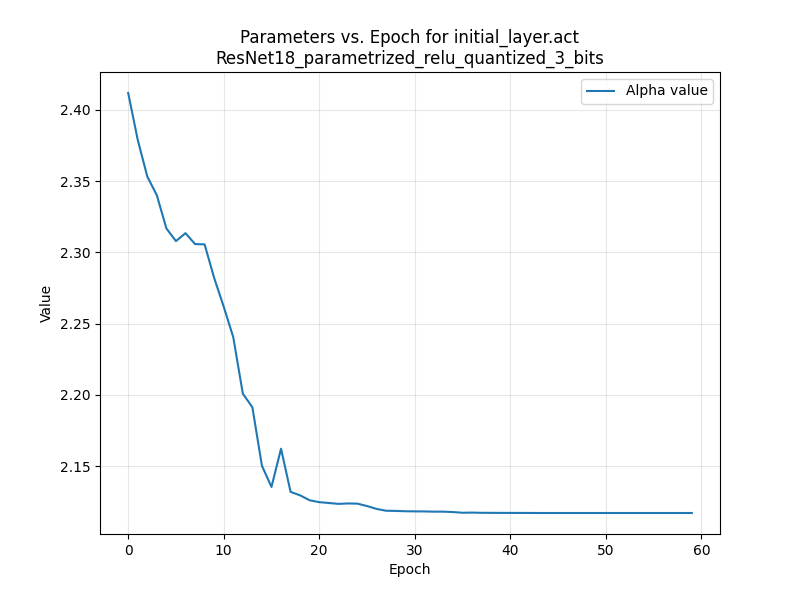 Parameters vs. Epoch for initial_layer.act
ResNet18_parametrized_relu_quantized_3_bits
Alpha value
2.40
2.35
2.30
2.25
2.20
2.15
Value
0 10 20 30 40 50 60
Epoch